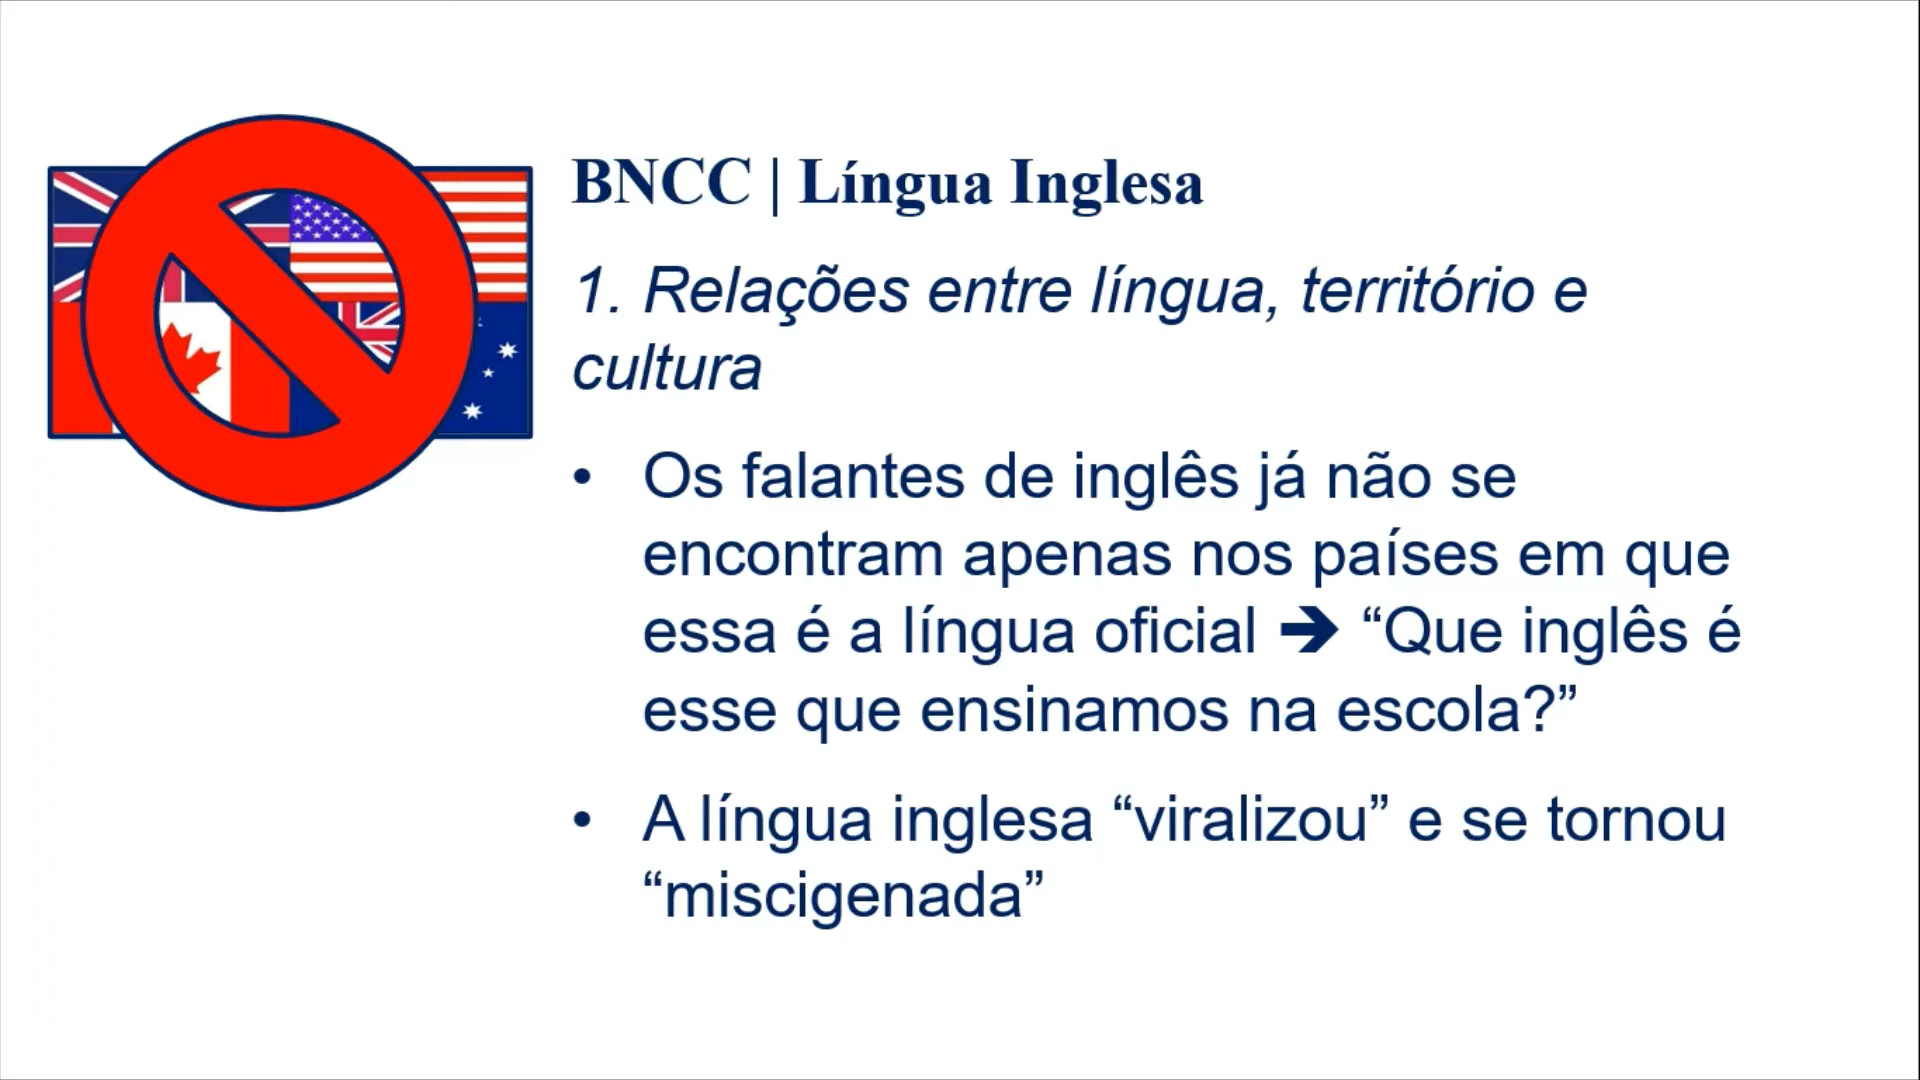 BNCC | Língua Inglesa
1. Relações entre língua, território e
cultura
• Os falantes de inglês já não se
encontram apenas nos países em que
essa é a língua oficial ➔ “Que inglês é
esse que ensinamos na escola?”
• A língua inglesa “viralizou” e se tornou
“miscigenada”